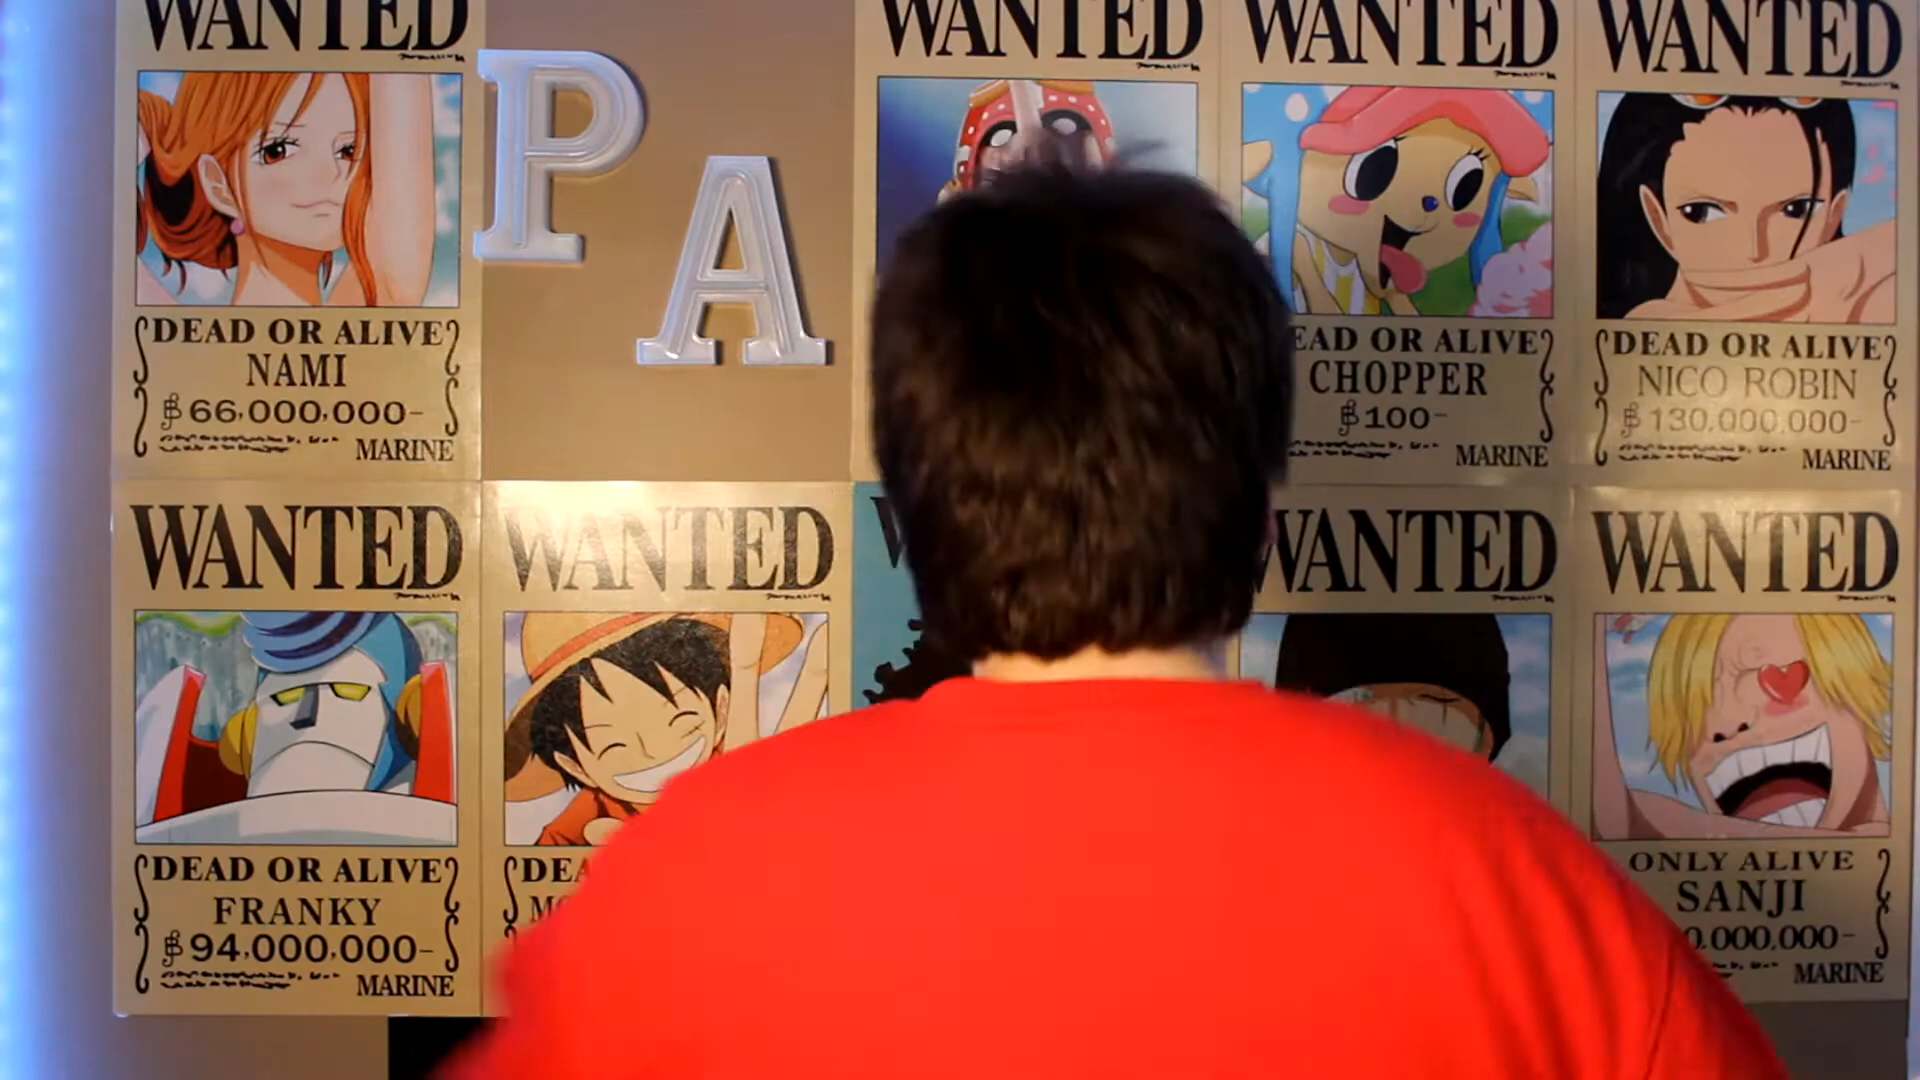 WANTED
DEAD OR ALIVE
NAMI
66,000,000-
MARINE
P
A
WANTED
WANTED
EAD OR ALIVE
CHOPPER
100-
MARINE
WANTED
DEAD OR ALIVE
NICO ROBIN
130,000,000-
MARINE
WANTED
DEAD OR ALIVE
FRANKY
94,000,000-
MARINE
WANTED
DEA
MO
W
WANTED
WANTED
ONLY ALIVE
SANJI
0,000,000-
MARINE